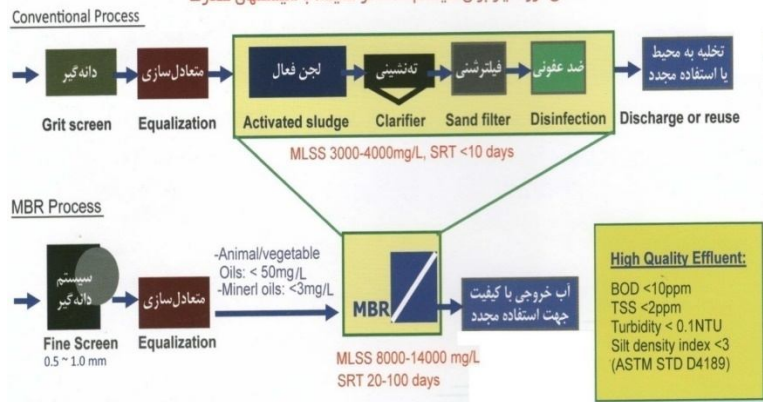 Conventional Process
دانه‌گیر
متعادل‌سازی
لجن فعال
ته‌نشینی
فیلترشنی
ضد عفونی
تخلیه به محیط
یا استفاده مجدد
Grit screen
Equalization
Activated sludge
Clarifier
Sand filter
Disinfection
Discharge or reuse
MLSS 3000-4000mg/L, SRT <10 days
MBR Process
سیستم
دانه‌گیر
متعادل‌سازی
-Animal/vegetable
Oils: < 50mg/L
-Minerl oils: <3mg/L
MBR
آب خروجی با کیفیت
جهت استفاده مجدد
Fine Screen
0.5 ~ 1.0 mm
Equalization
MLSS 8000-14000 mg/L
SRT 20-100 days
High Quality Effluent:
BOD <10ppm
TSS <2ppm
Turbidity < 0.1NTU
Silt density index <3
(ASTM STD D4189)